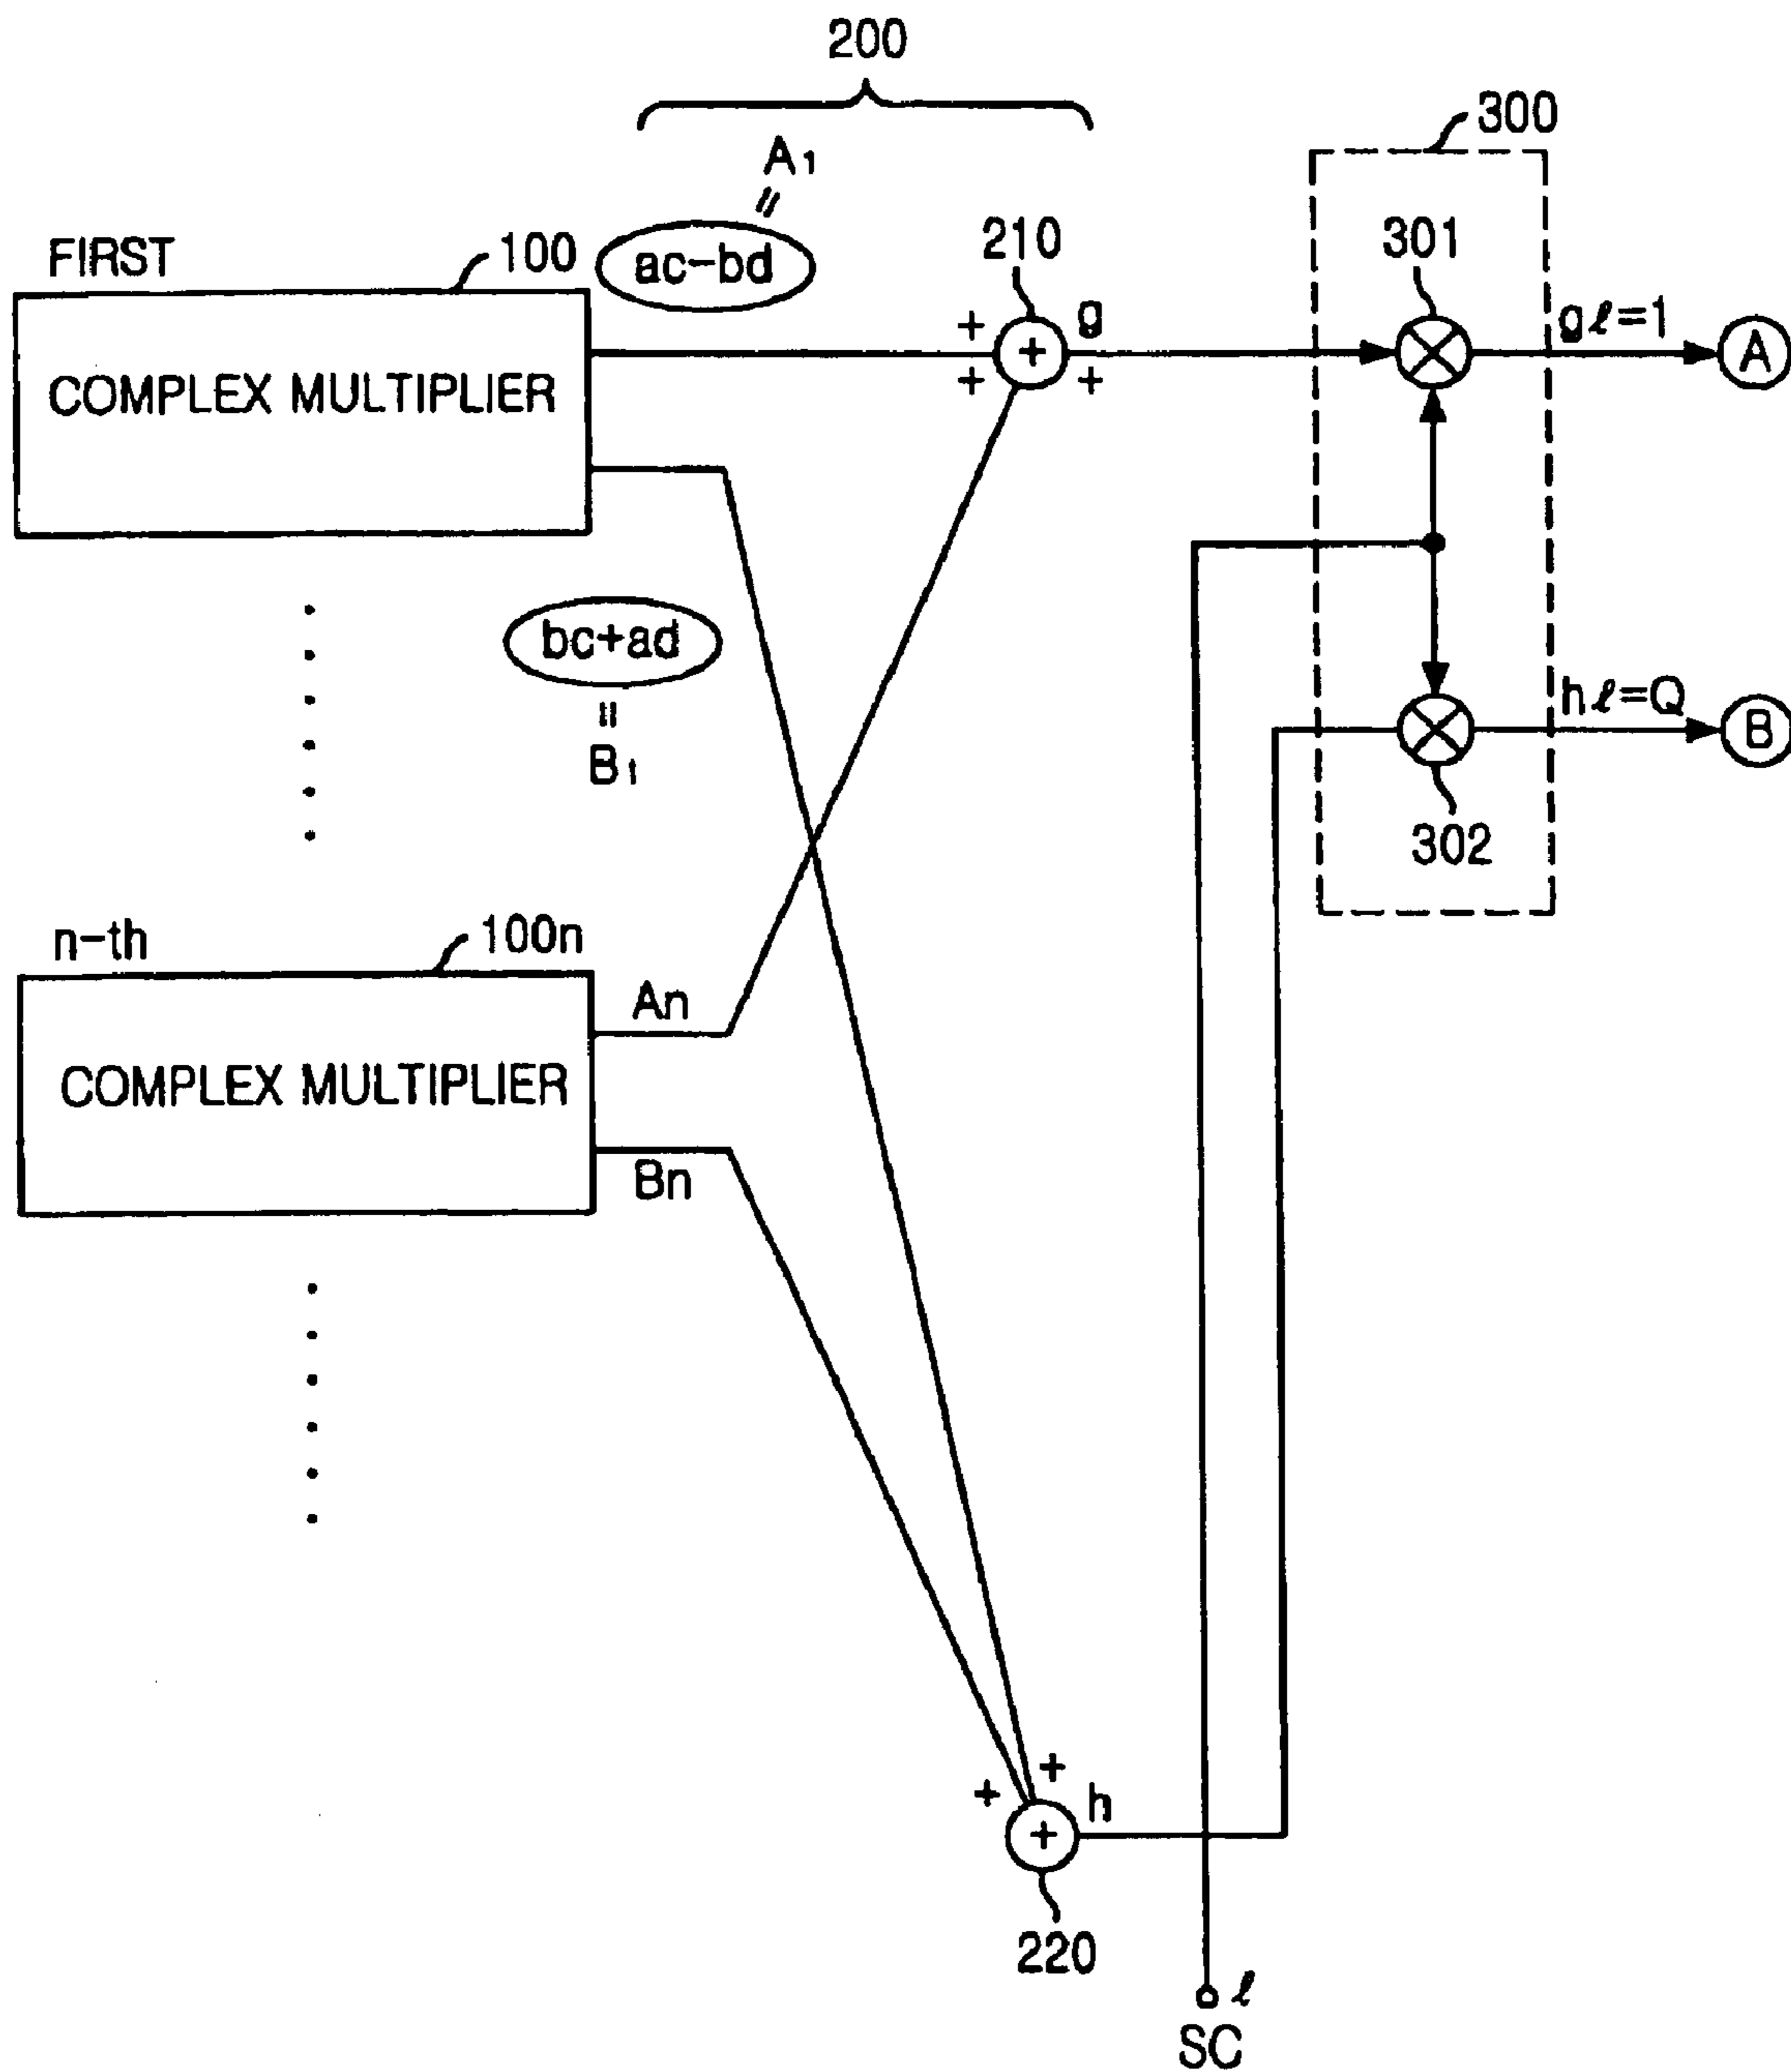 200
300
A1
=
FIRST
100
ac-bd
210
301
+
g
gℓ=1
COMPLEX MULTIPLIER
+
+
+
A
bc+ad
=
B1
hℓ=Q
B
302
n-th
100n
An
COMPLEX MULTIPLIER
Bn
+
+
h
+
220
ℓ
SC